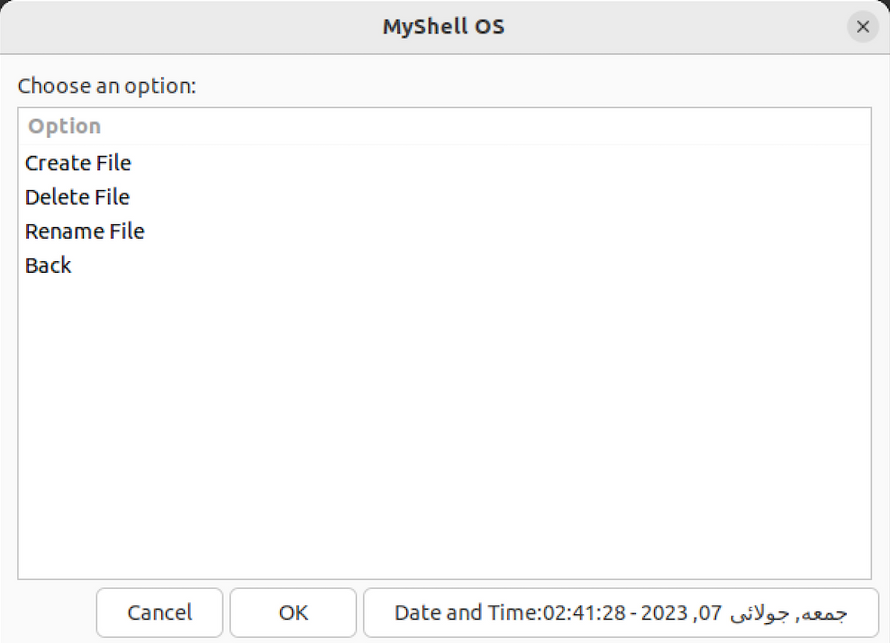 MyShell OS
Choose an option:
Option
Create File
Delete File
Rename File
Back
Cancel
OK
Date and Time:02:41:28 - 2023 ,07 جمعه, جولائی